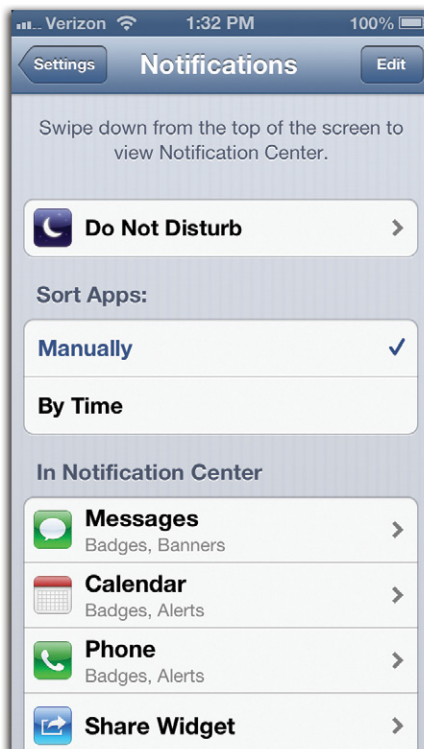 Verizon 1:32 PM 100%
Settings Notifications Edit
Swipe down from the top of the screen to
view Notification Center.
Do Not Disturb
Sort Apps:
Manually
By Time
In Notification Center
Messages
Badges, Banners
Calendar
Badges, Alerts
Phone
Badges, Alerts
Share Widget